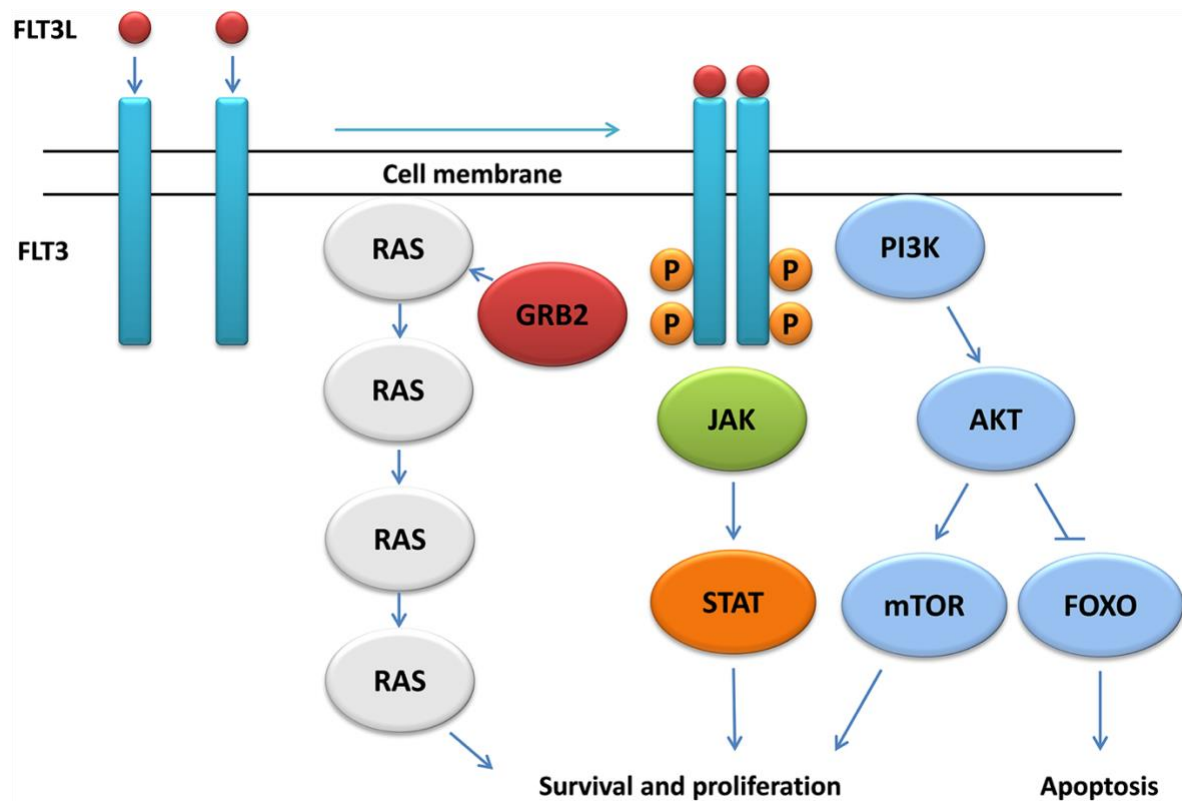 FLT3L
Cell membrane
FLT3
RAS
PI3K
GRB2
P
P
P
P
RAS
JAK
AKT
RAS
STAT
mTOR
FOXO
RAS
Survival and proliferation
Apoptosis